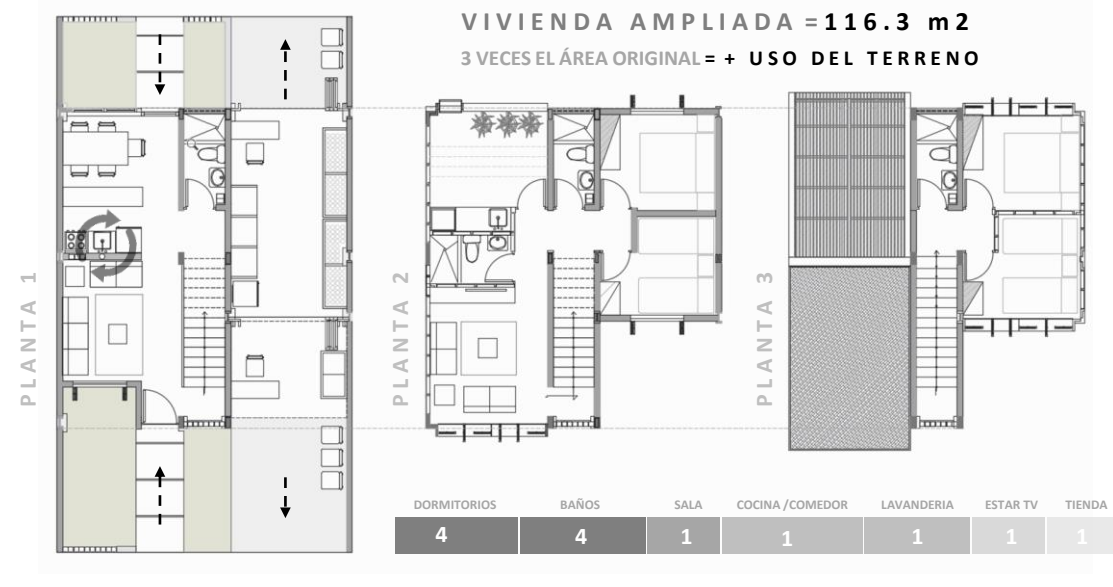 VIVIENDA AMPLIADA =116.3 m2
3 VECES EL ÁREA ORIGINAL= + USO DEL TERRENO
PLANTA 1
PLANTA 2
PLANTA 3
DORMITORIOS BAÑOS SALA COCINA /COMEDOR LAVANDERIA ESTAR TV TIENDA
4 4 1 1 1 1 1